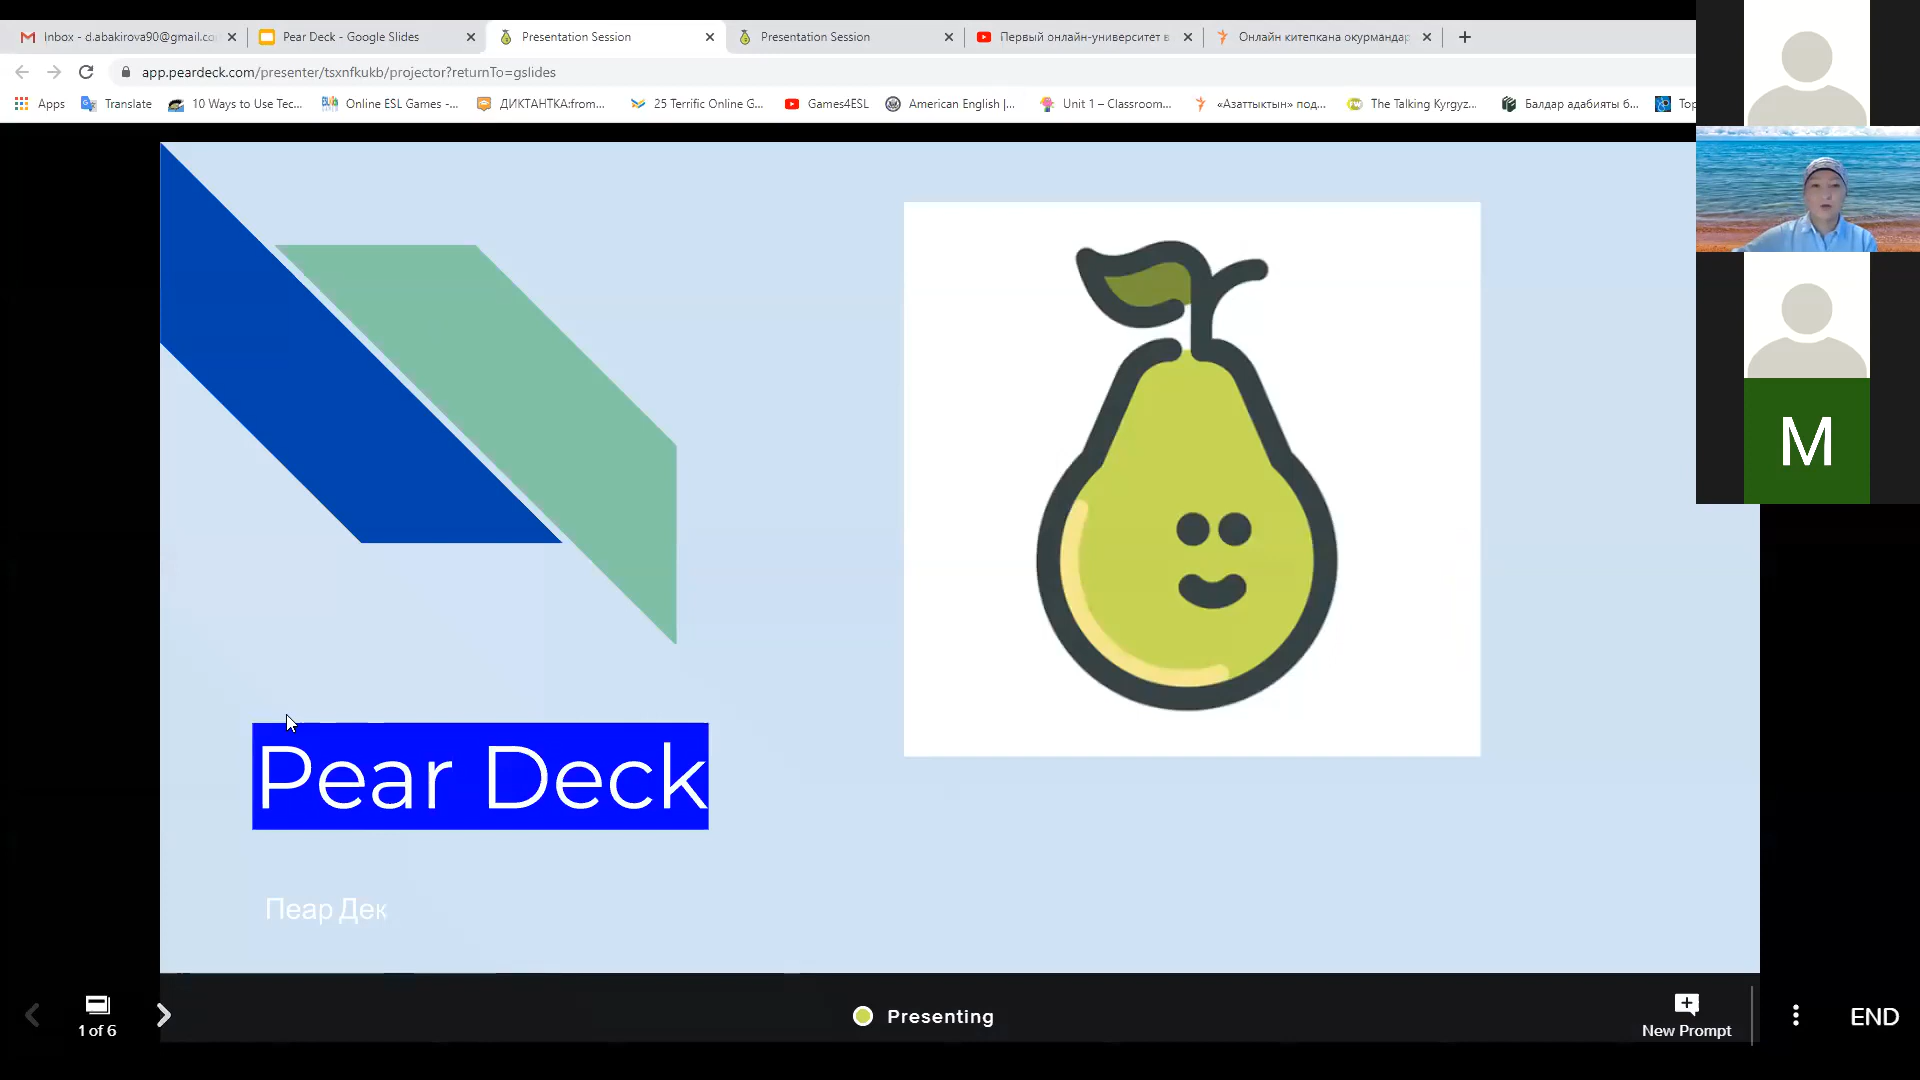 Inbox - d.abakirova90@gmail.co
Pear Deck - Google Slides
Presentation Session
Presentation Session
Первый онлайн-университет в
Онлайн китепкана окурмандар
app.peardeck.com/presenter/tsxnfkukb/projector?returnTo=gslides
Apps
Translate
10 Ways to Use Tec...
Online ESL Games -...
ДИКТАНТКА:from...
25 Terrific Online G...
Games4ESL
American English |...
Unit 1 – Classroom...
«Азаттыктын» под...
The Talking Kyrgyz...
Балдар адабияты б...
Top
M
Pear Deck
Пеар Дек
1 of 6
Presenting
New Prompt
END